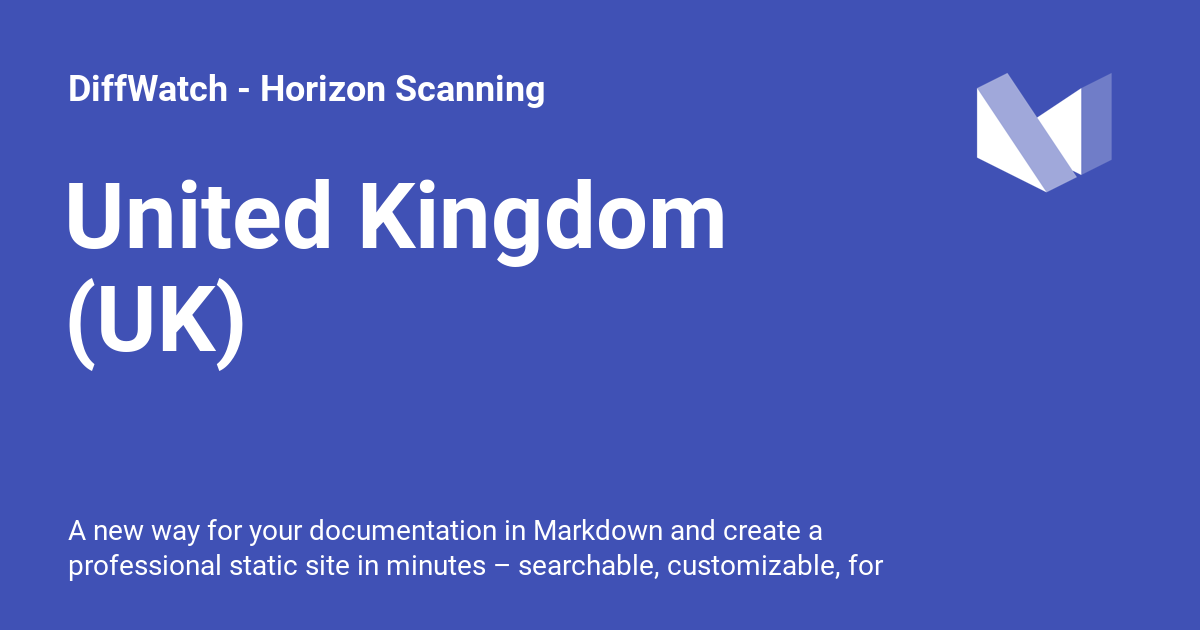 DiffWatch - Horizon Scanning
United Kingdom
(UK)
A new way for your documentation in Markdown and create a
professional static site in minutes – searchable, customizable, for